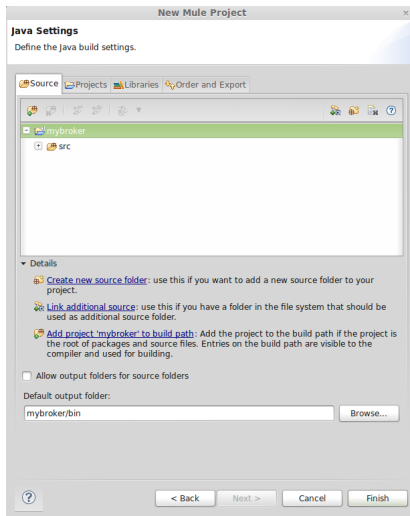 New Mule Project
Java Settings
Define the Java build settings.
Source Projects Libraries Order and Export
mybroker
src
Details
Create new source folder: use this if you want to add a new source folder to your
project.
Link additional source: use this if you have a folder in the file system that should be
used as additional source folder.
Add project 'mybroker' to build path: Add the project to the build path if the project is
the root of packages and source files. Entries on the build path are visible to the
compiler and used for building.
Allow output folders for source folders
Default output folder:
mybroker/bin Browse...
< Back Next > Cancel Finish